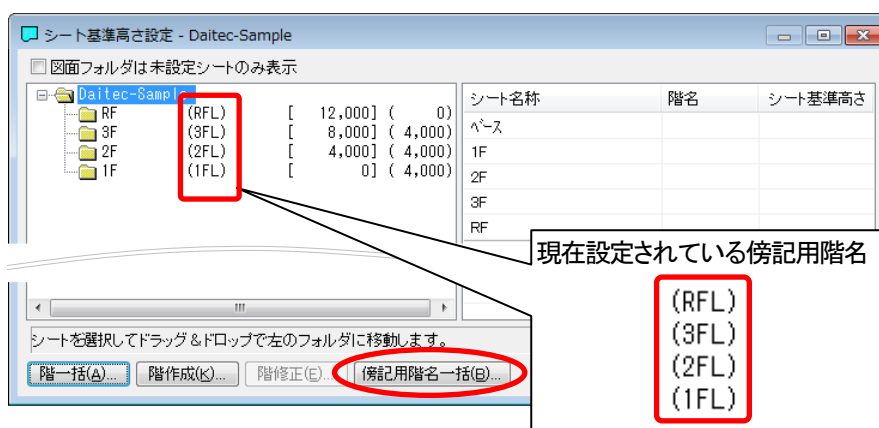 シート基準高さ設定 - Daitec-Sample
図面フォルダは未設定シートのみ表示
Daitec-Sample
RF (RFL) [ 12,000] ( 0)
3F (3FL) [ 8,000] ( 4,000)
2F (2FL) [ 4,000] ( 4,000)
1F (1FL) [ 0] ( 4,000)
シート名称 階名 シート基準高さ
ベース
1F
2F
3F
RF
現在設定されている傍記用階名
(RFL)
(3FL)
(2FL)
(1FL)
シートを選択してドラッグ&ドロップで左のフォルダに移動します。
階一括(A)... 階作成(K)... 階修正(E)... 傍記用階名一括(B)...